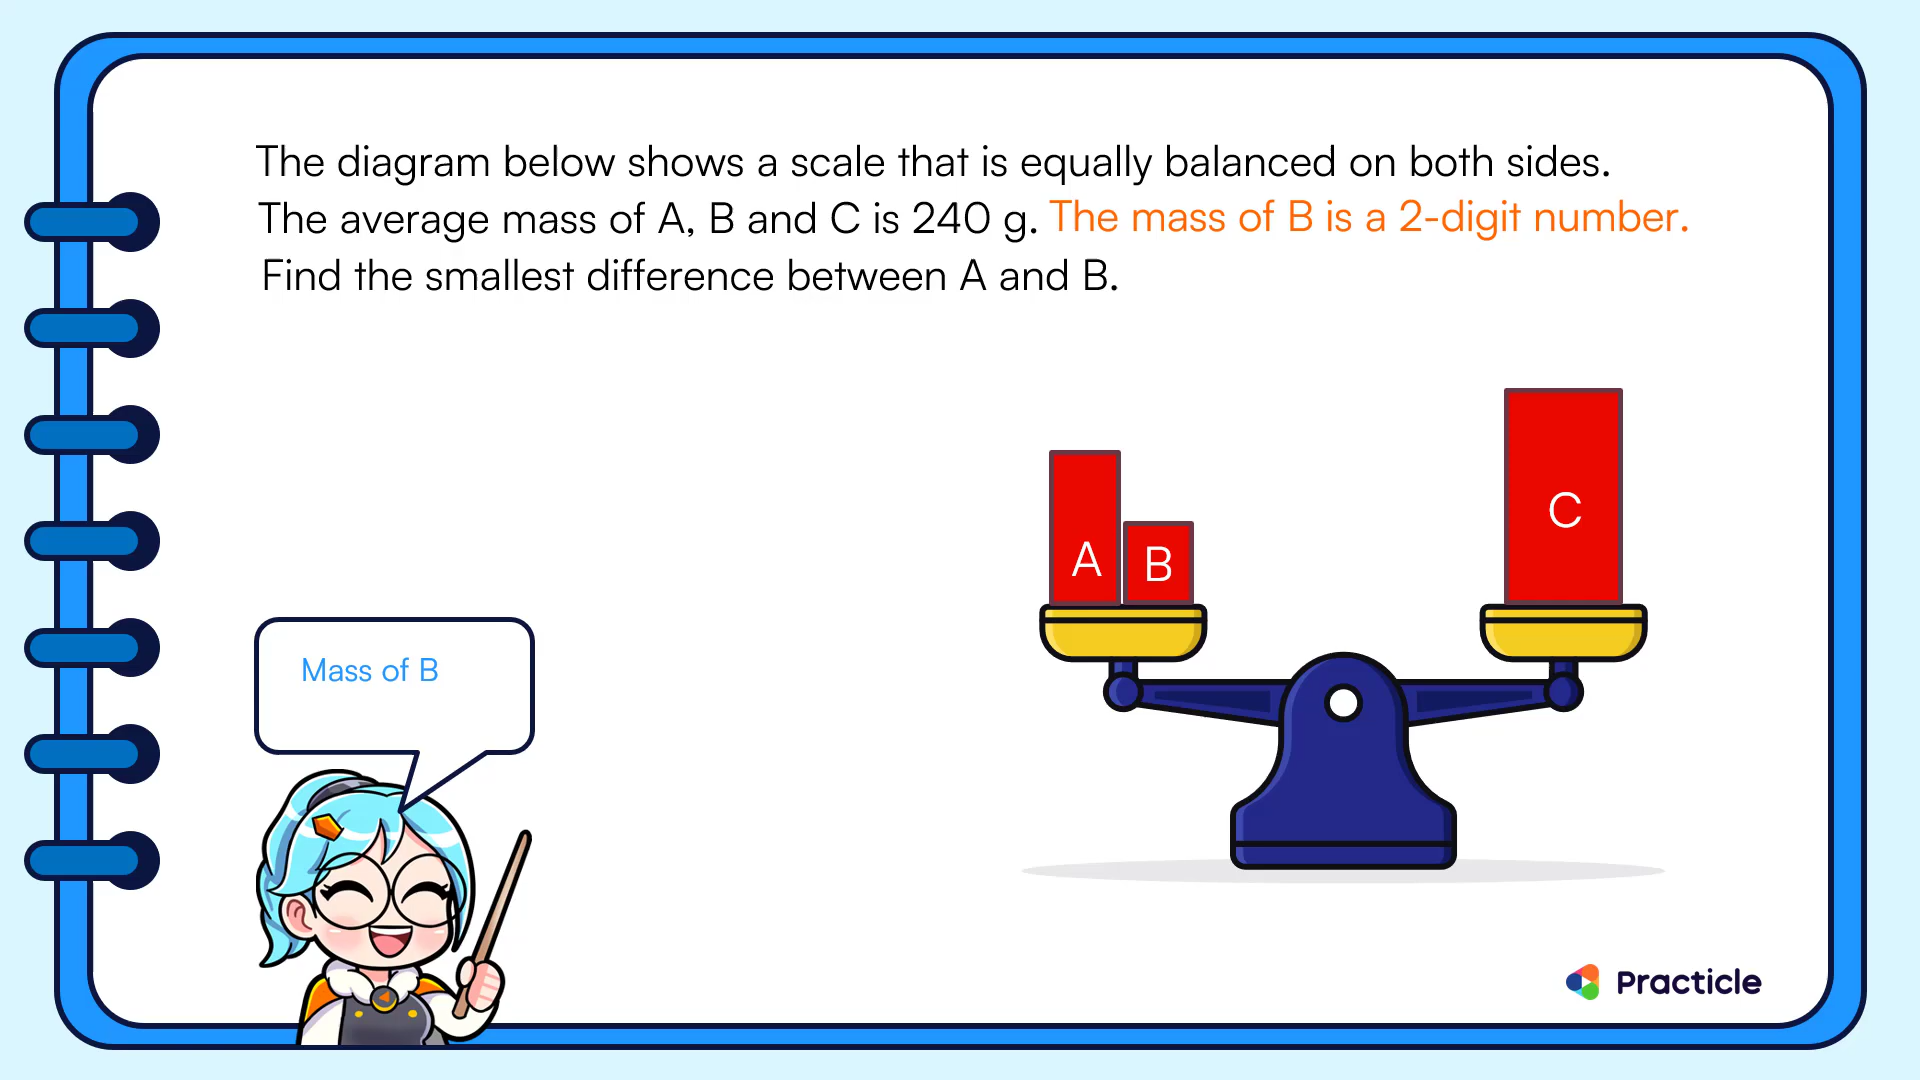 The diagram below shows a scale that is equally balanced on both sides.
The average mass of A, B and C is 240 g. The mass of B is a 2-digit number.
Find the smallest difference between A and B.
C
A
B
Mass of B
Practicle